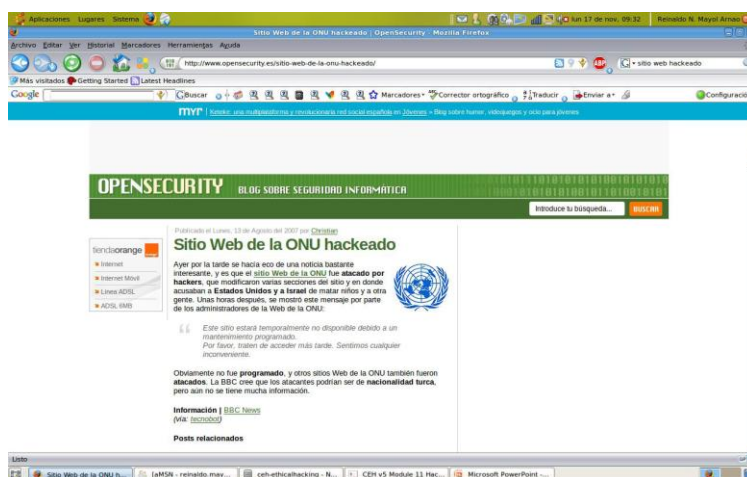 Aplicaciones Lugares Sistema lun 17 de nov, 09:32 Reinaldo N. Mayol Arnao
Sitio Web de la ONU hackeado | OpenSecurity - Mozilla Firefox
Archivo Editar Ver Historial Marcadores Herramientas Ayuda
http://www.opensecurity.es/sitio-web-de-la-onu-hackeado/ sitio web hackeado
Más visitados Getting Started Latest Headlines
Google Buscar Marcadores Corrector ortográfico Traducir Enviar a Configuració
myr Keteke: una multiplataforma y revolucionaria red social española en Jóvenes » Blog sobre humor, videojuegos y ocio para jóvenes
OPENSECURITY BLOG SOBRE SEGURIDAD INFORMÁTICA
Introduce tu búsqueda... BUSCAR
Publicado el Lunes, 13 de Agosto del 2007 por Christian
Sitio Web de la ONU hackeado
tiendaorange
Internet
Internet Móvil
Línea ADSL
ADSL 6MB
Ayer por la tarde se hacía eco de una noticia bastante
interesante, y es que el sitio Web de la ONU fue atacado por
hackers, que modificaron varias secciones del sitio y en donde
acusaban a Estados Unidos y a Israel de matar niños y a otra
gente. Unas horas después, se mostró este mensaje por parte
de los administradores de la Web de la ONU:
Este sitio estará temporalmente no disponible debido a un
mantenimiento programado.
Por favor, traten de acceder más tarde. Sentimos cualquier
inconveniente.
Obviamente no fue programado, y otros sitios Web de la ONU también fueron
atacados. La BBC cree que los atacantes podrían ser de nacionalidad turca,
pero aún no se tiene mucha información.
Información | BBC News
(vía: tecnobot)
Posts relacionados
Listo
Sitio Web de la ONU h... [aMSN - reinaldo.may... ceh-ethicalhacking - N... CEH v5 Module 11 Hac... Microsoft PowerPoint -...